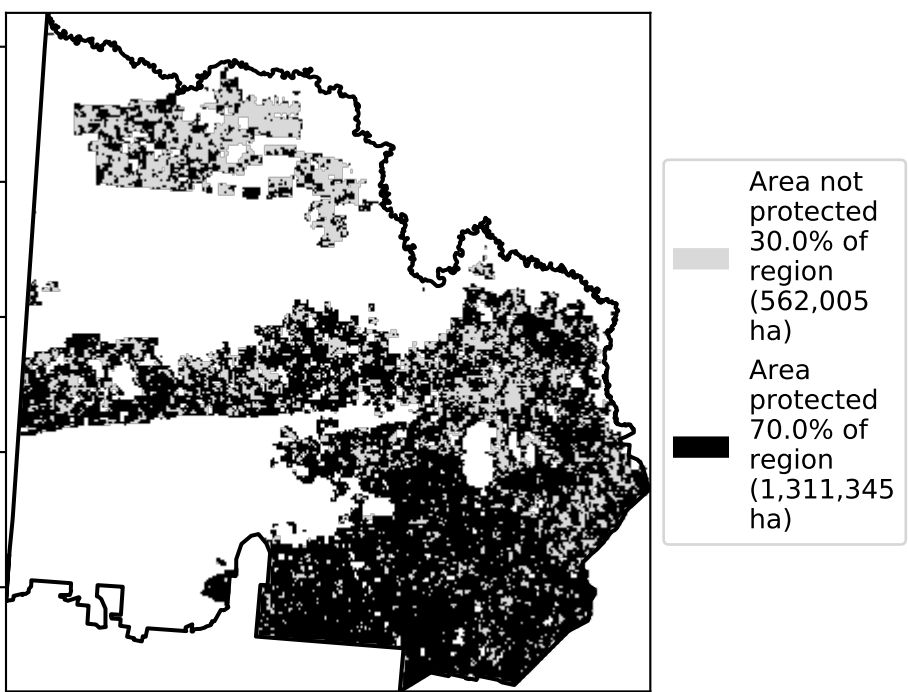 Area not
protected
30.0% of
region
(562,005
ha)
Area
protected
70.0% of
region
(1,311,345
ha)